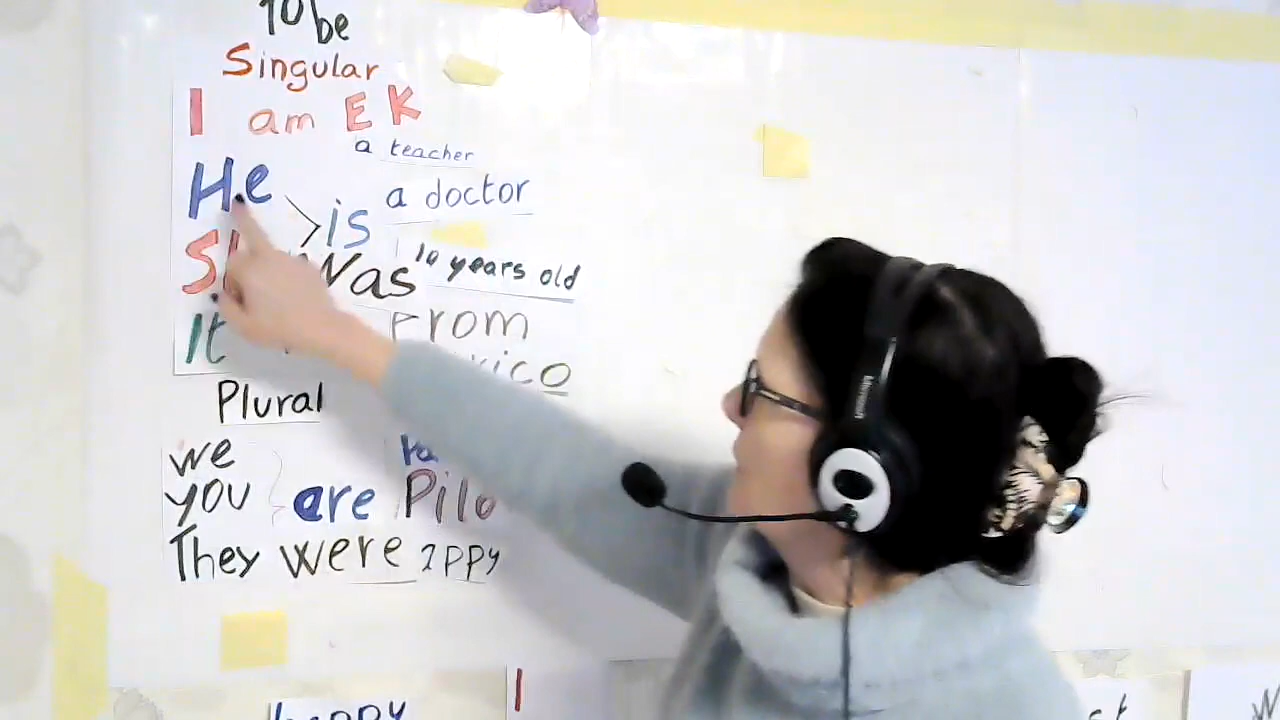 To be
Singular
I am EK
a teacher
He
is
a doctor
was
10 years old
It
From
Plural
we
you
are
They were
I
happy